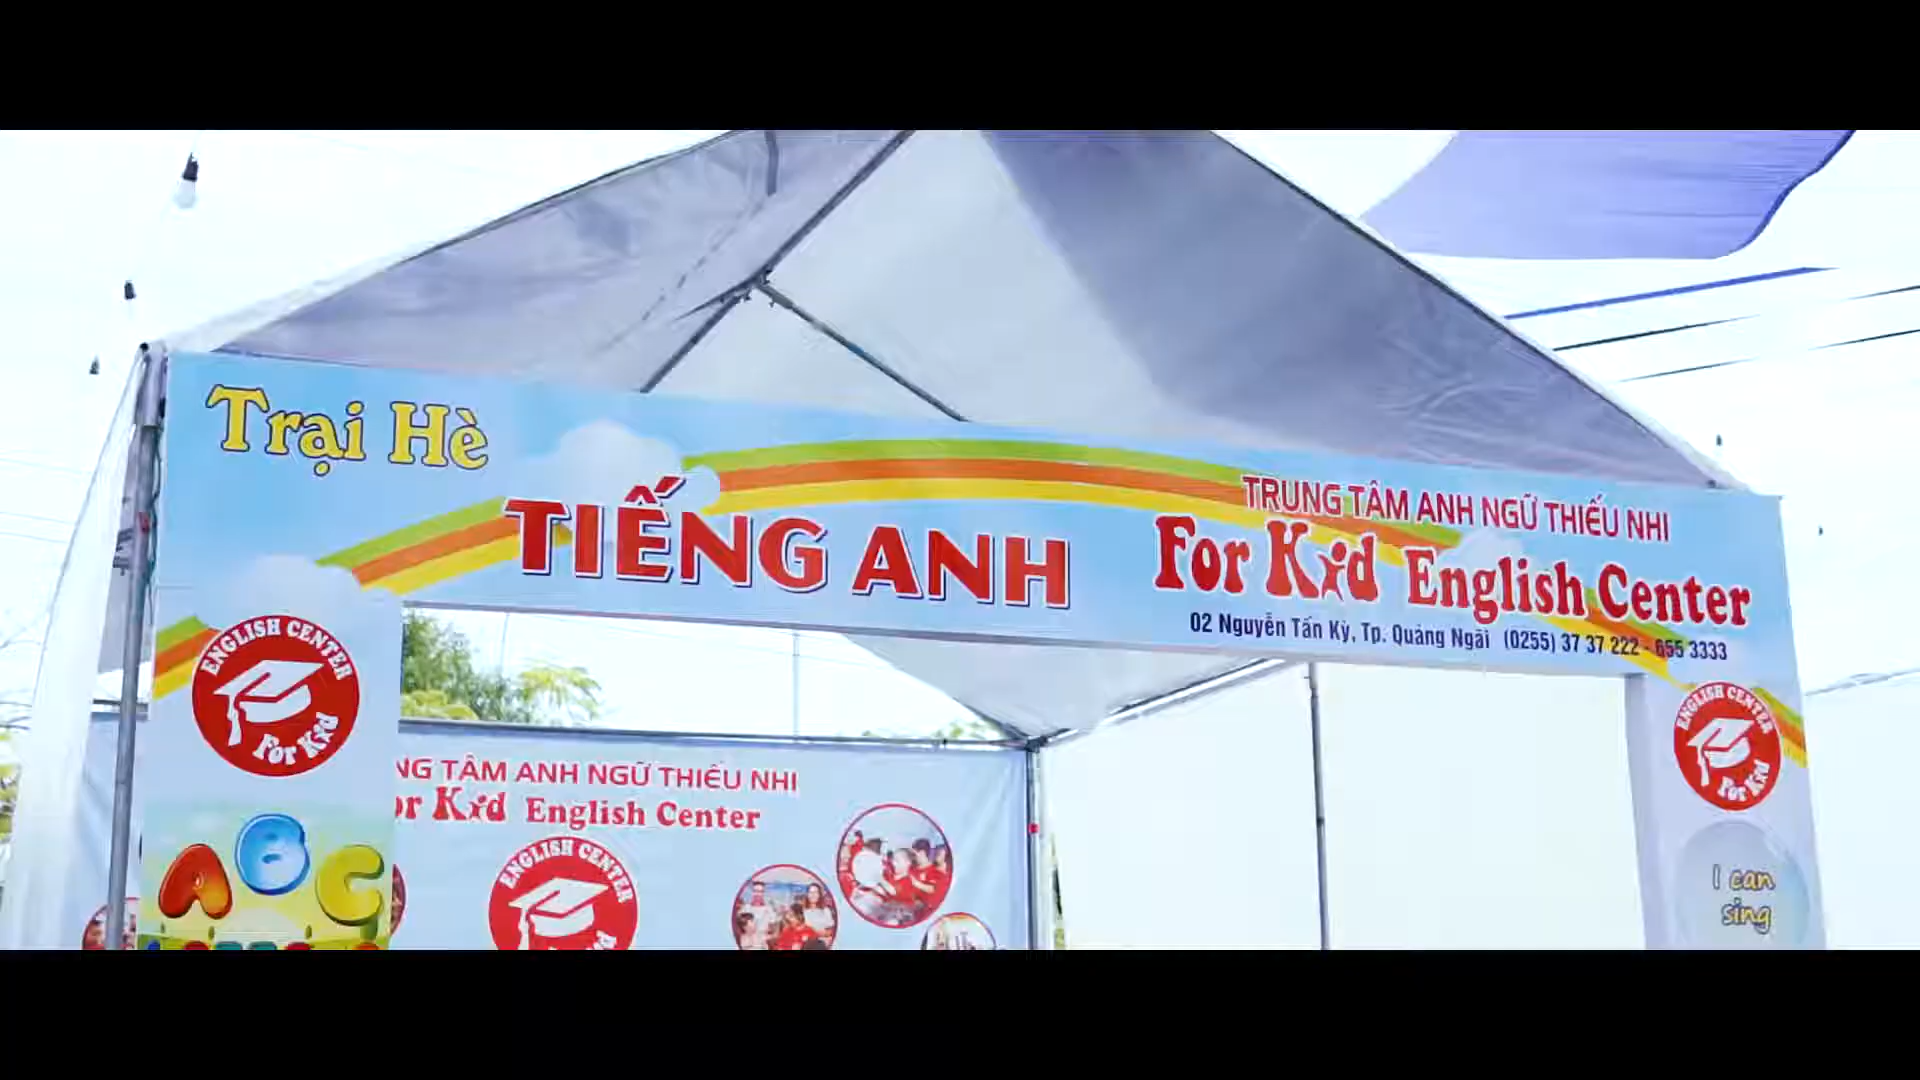 Trại Hè
TIẾNG ANH
TRUNG TÂM ANH NGỮ THIẾU NHI
For Kid English Center
02 Nguyễn Tấn Kỳ, Tp. Quảng Ngãi (0255) 37 37 222 - 655 3333
ENGLISH CENTER
For Kid
ENGLISH CENTER
For Kid
NG TÂM ANH NGỮ THIẾU NHI
or Kid English Center
ENGLISH CENTER
ABC
I can
sing